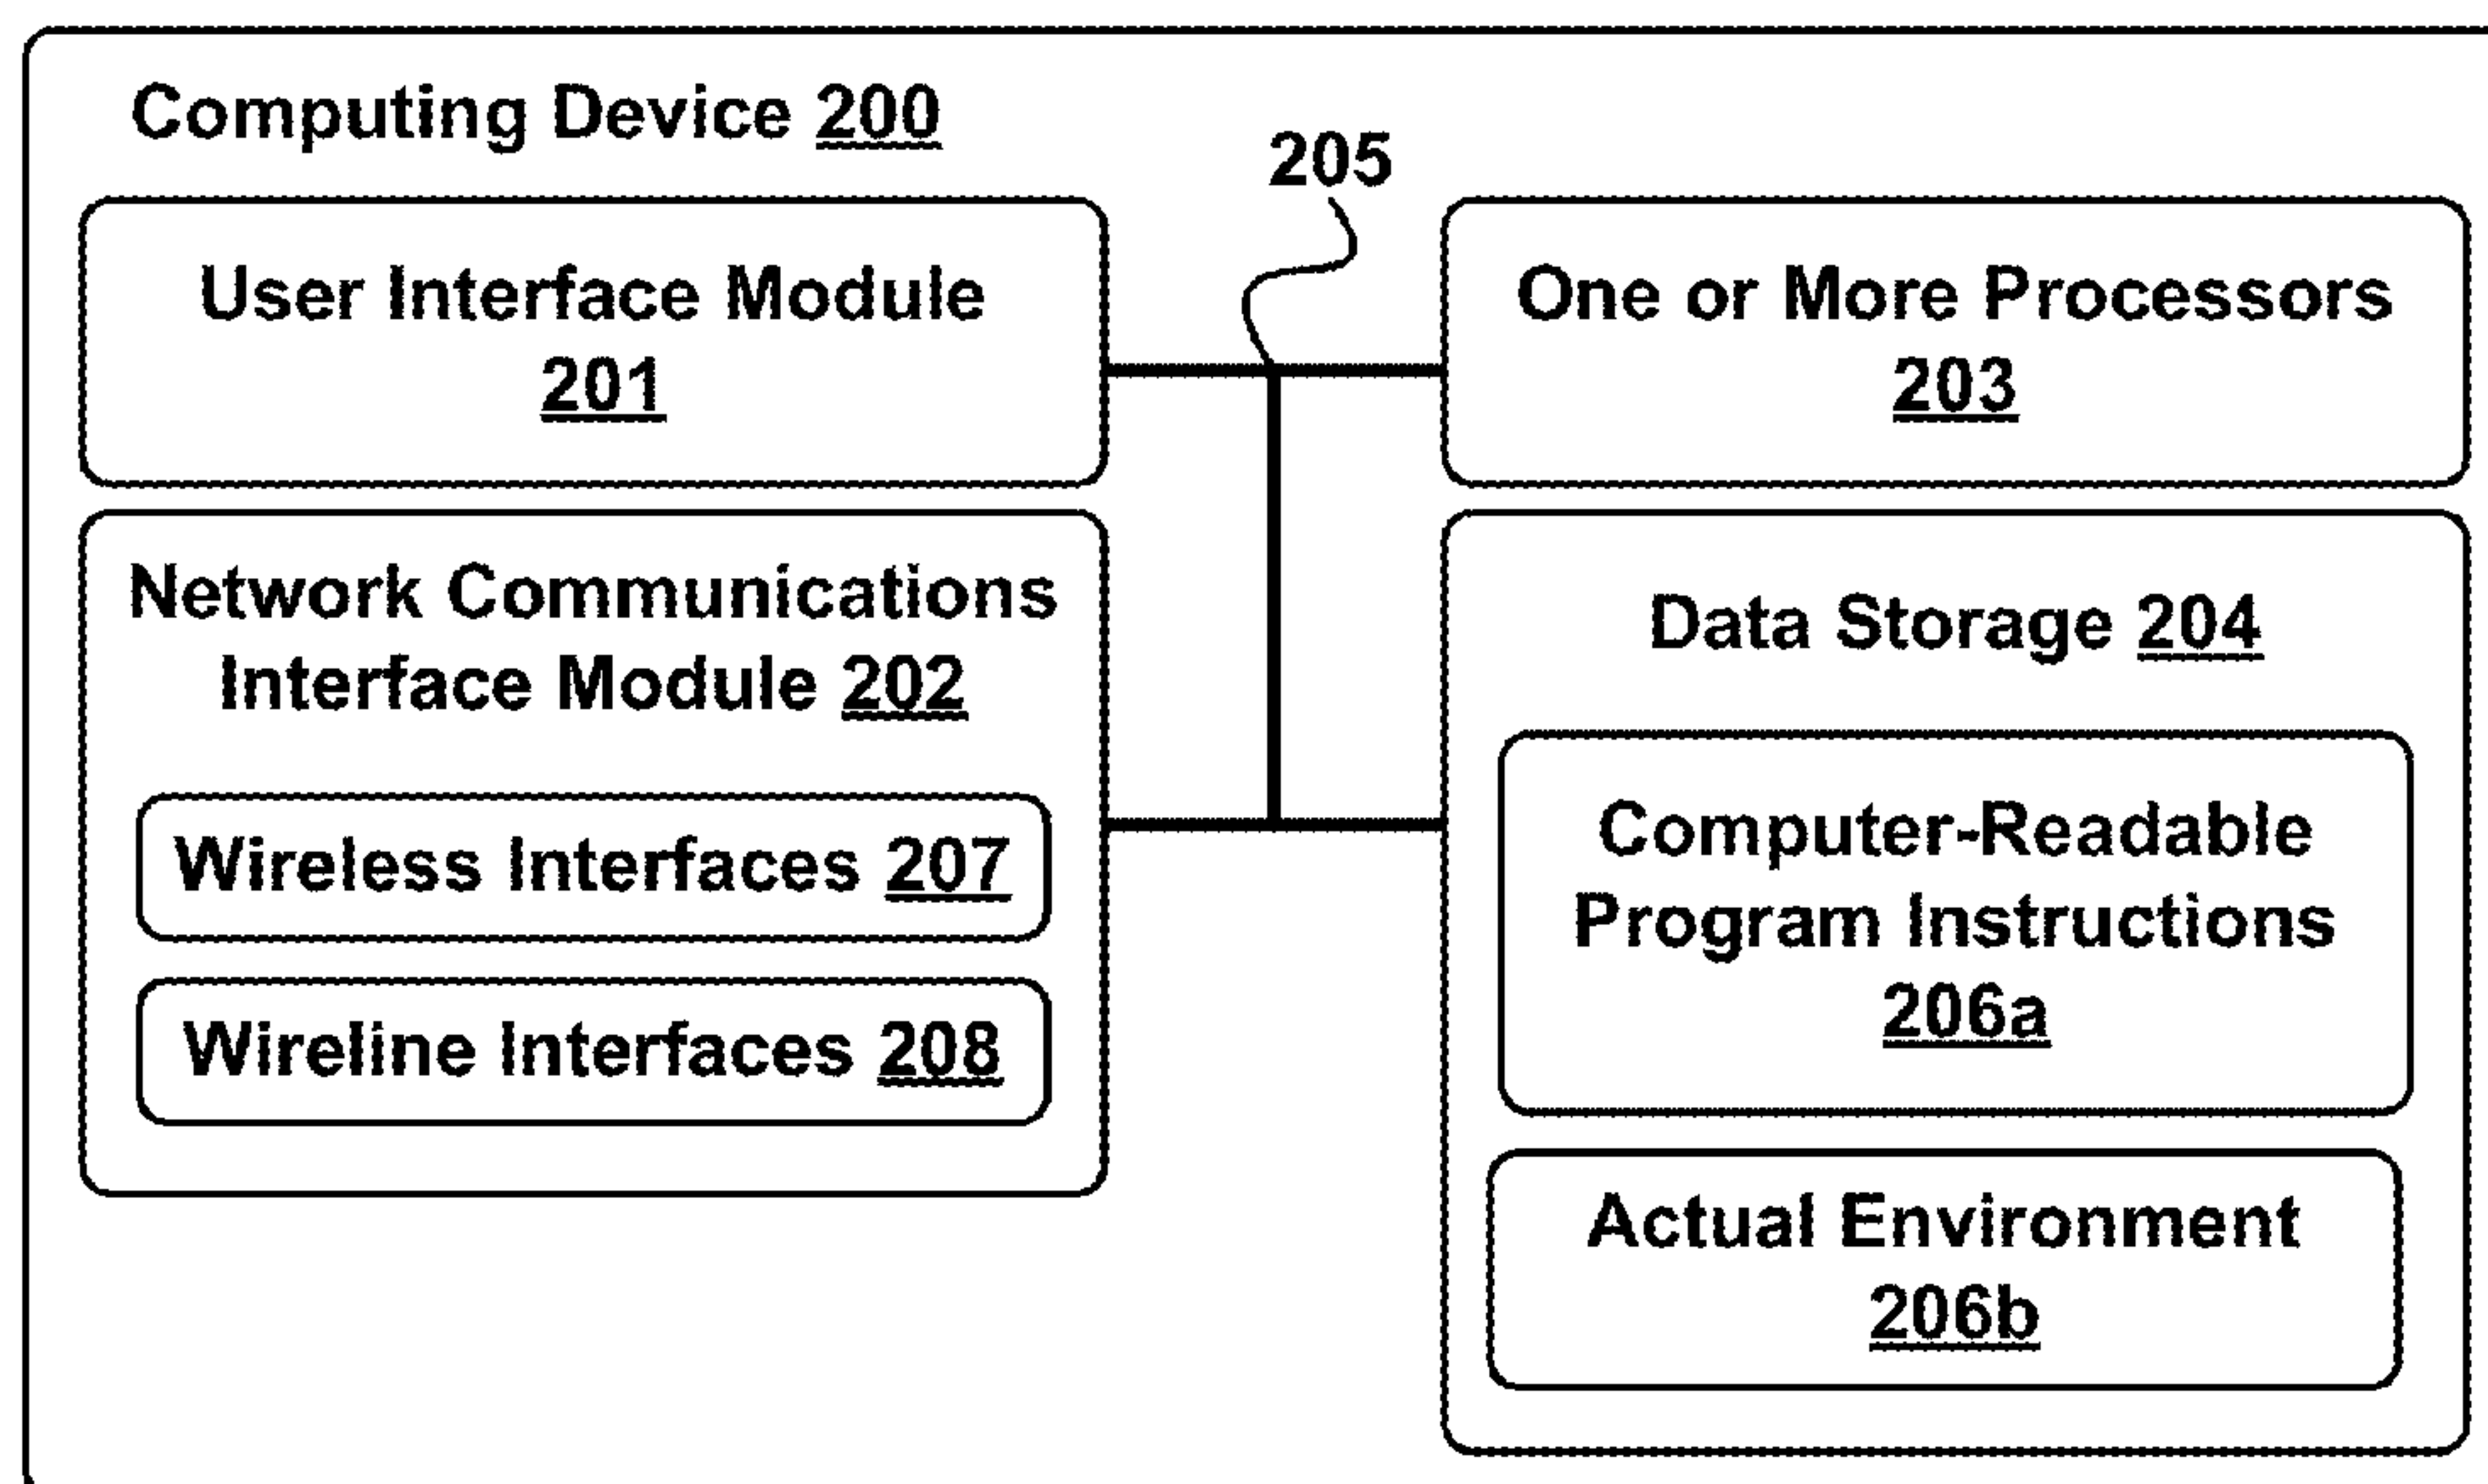 Computing Device 200
205
User Interface Module
201
One or More Processors
203
Network Communications
Interface Module 202
Wireless Interfaces 207
Wireline Interfaces 208
Data Storage 204
Computer-Readable
Program Instructions
206a
Actual Environment
206b